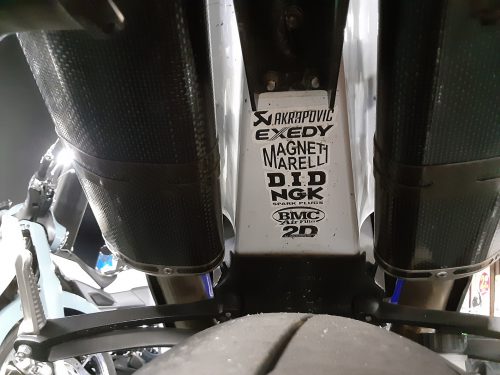 AKRAPOVIC
EXEDY
MAGNETI
MARELLI
D.I.D
NGK
SPARK PLUGS
BMC
Air Filter
2D